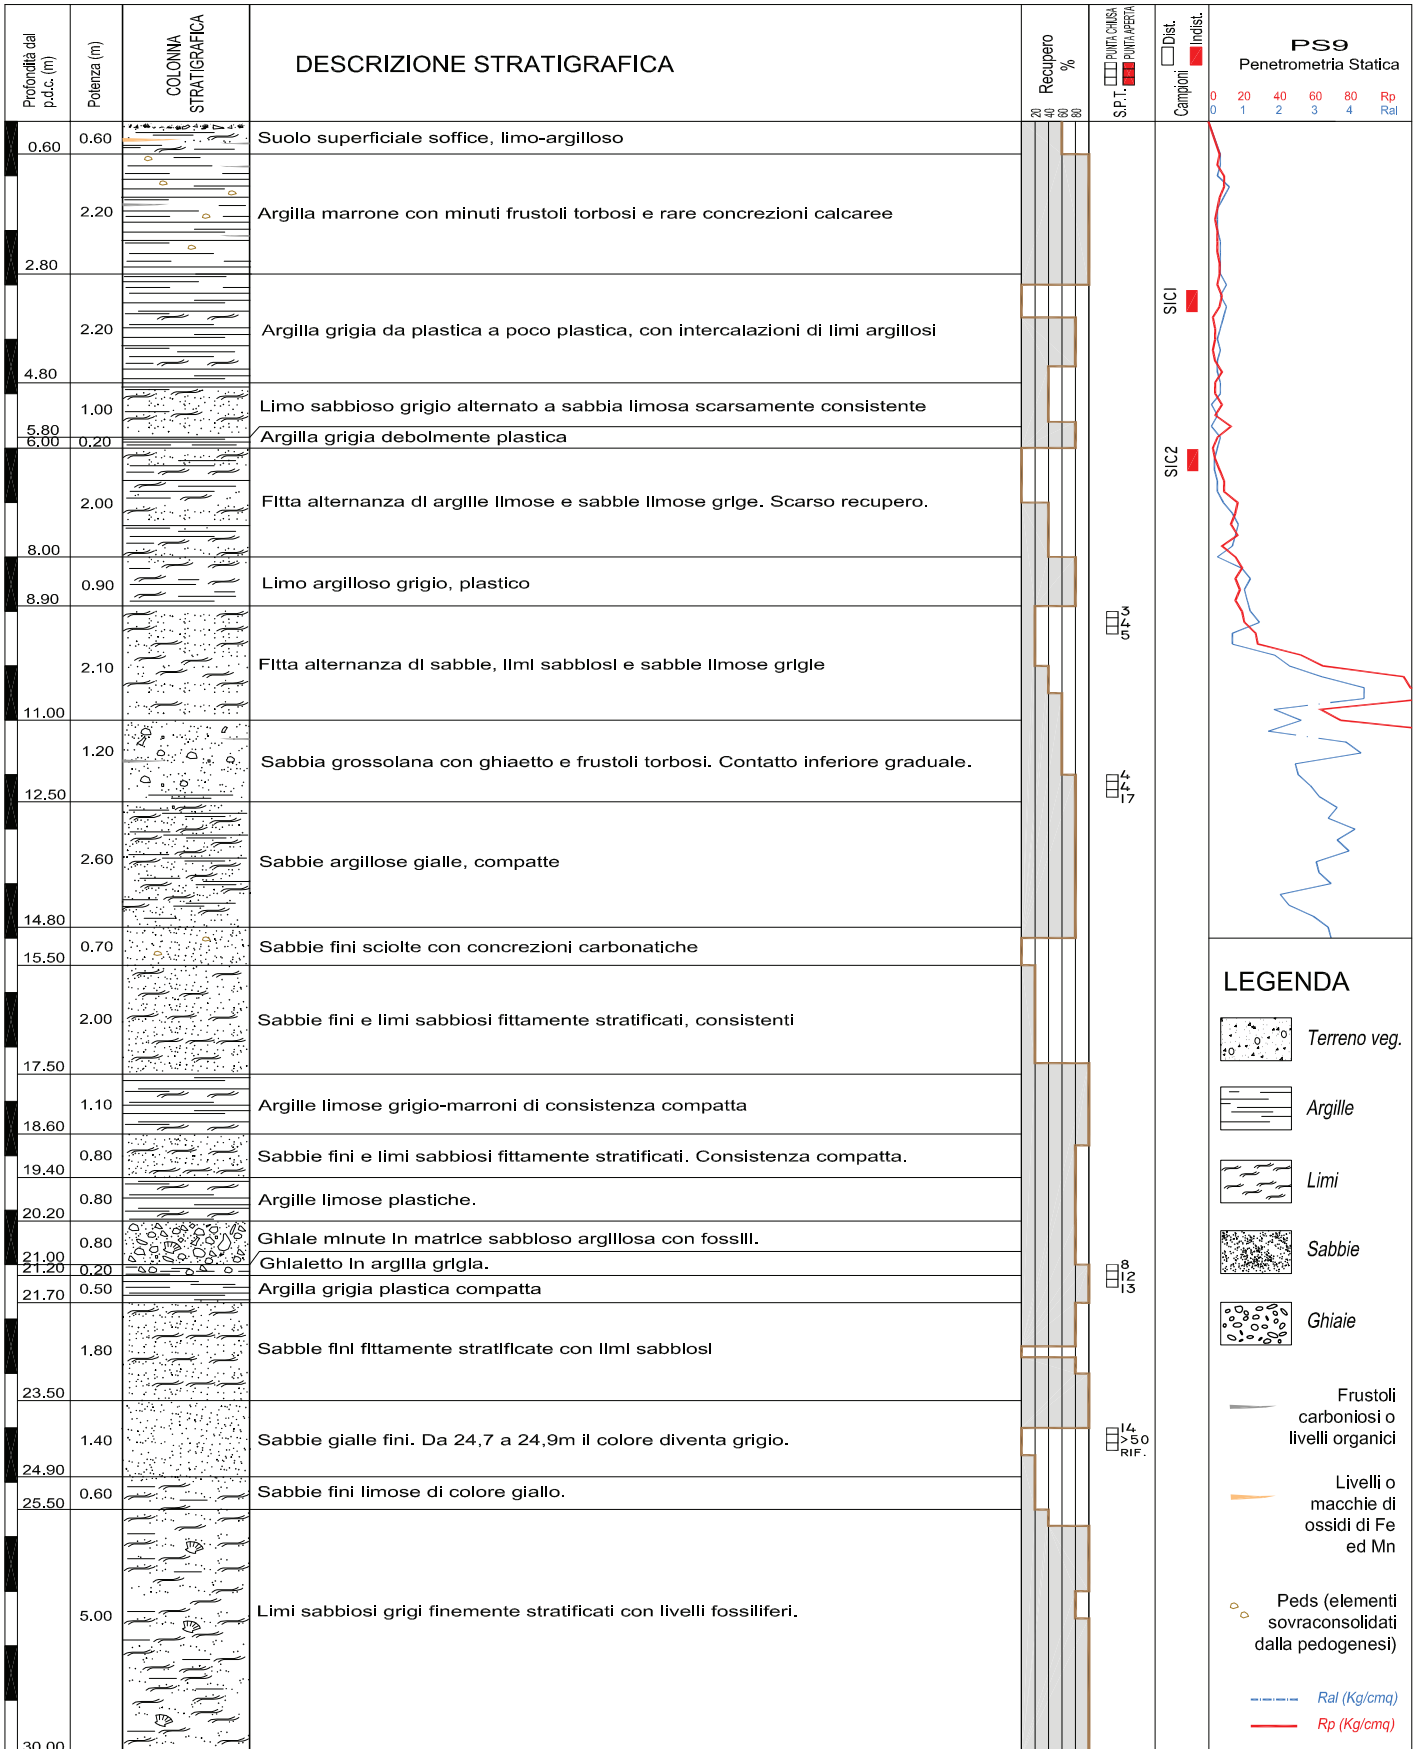 Profondità dal
p.d.c. (m)
Potenza (m)
COLONNA
STRATIGRAFICA
DESCRIZIONE STRATIGRAFICA
Recupero
%
20
40
60
80
S.P.T.
PUNTA CHIUSA
PUNTA APERTA
Campioni
Dist.
Indist.
PS9
Penetrometria Statica
0 20 40 60 80 Rp
0 1 2 3 4 Ral
0.60 0.60 Suolo superficiale soffice, limo-argilloso
2.20 Argilla marrone con minuti frustoli torbosi e rare concrezioni calcaree
2.80
SIC1
2.20 Argilla grigia da plastica a poco plastica, con intercalazioni di limi argillosi
4.80
1.00 Limo sabbioso grigio alternato a sabbia limosa scarsamente consistente
5.80
6.00 0.20 Argilla grigia debolmente plastica
SIC2
2.00 Fitta alternanza di argille limose e sabbie limose grige. Scarso recupero.
8.00
0.90 Limo argilloso grigio, plastico
8.90
3
4
5
2.10 Fitta alternanza di sabbie, limi sabbiosi e sabbie limose grigie
11.00
1.20 Sabbia grossolana con ghiaetto e frustoli torbosi. Contatto inferiore graduale.
4
4
17
12.50
2.60 Sabbie argillose gialle, compatte
14.80
0.70 Sabbie fini sciolte con concrezioni carbonatiche
15.50
2.00 Sabbie fini e limi sabbiosi fittamente stratificati, consistenti
17.50
1.10 Argille limose grigio-marroni di consistenza compatta
18.60
0.80 Sabbie fini e limi sabbiosi fittamente stratificati. Consistenza compatta.
19.40
0.80 Argille limose plastiche.
20.20
0.80 Ghiaie minute in matrice sabbioso argillosa con fossili.
21.00
21.20 0.20 Ghiaietto in argilla grigia.
8
12
13
21.70 0.50 Argilla grigia plastica compatta
1.80 Sabbie fini fittamente stratificate con limi sabbiosi
23.50
14
>50
RIF.
1.40 Sabbie gialle fini. Da 24,7 a 24,9m il colore diventa grigio.
24.90
0.60 Sabbie fini limose di colore giallo.
25.50
5.00 Limi sabbiosi grigi finemente stratificati con livelli fossiliferi.
30.00
LEGENDA
Terreno veg.
Argille
Limi
Sabbie
Ghiaie
Frustoli
carboniosi o
livelli organici
Livelli o
macchie di
ossidi di Fe
ed Mn
Peds (elementi
sovraconsolidati
dalla pedogenesi)
Ral (Kg/cmq)
Rp (Kg/cmq)